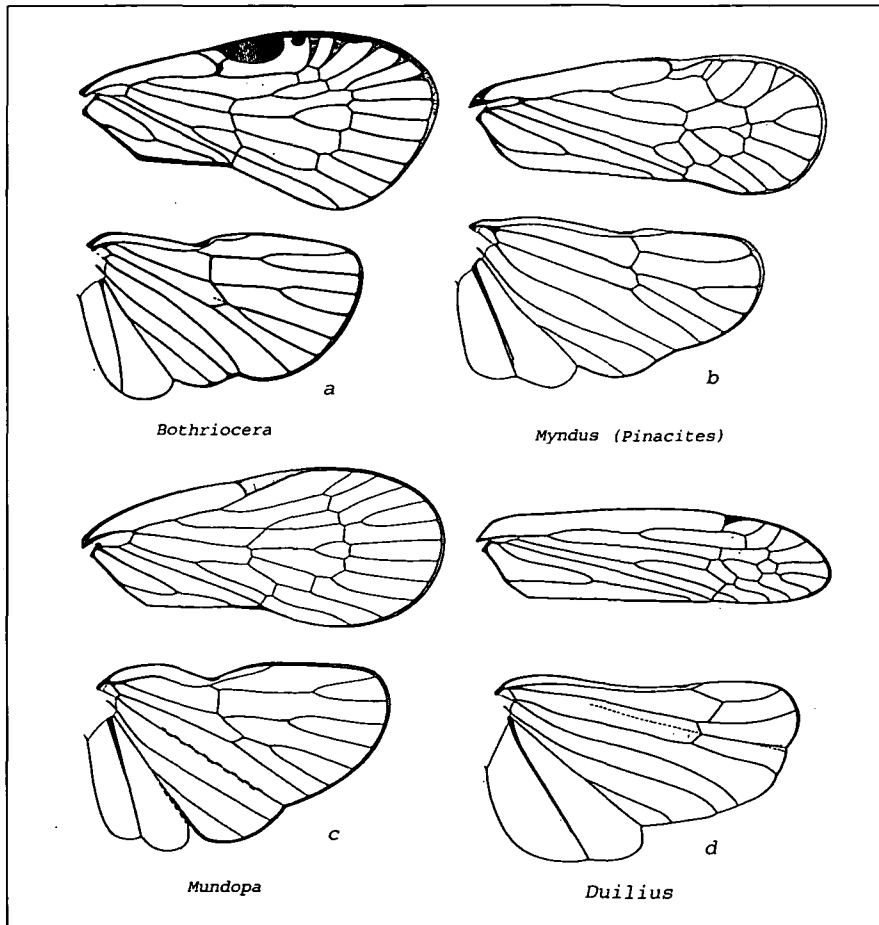 a
b
Bothriocera
Myndus (Pinacites)
c
d
Mundopa
Duilius